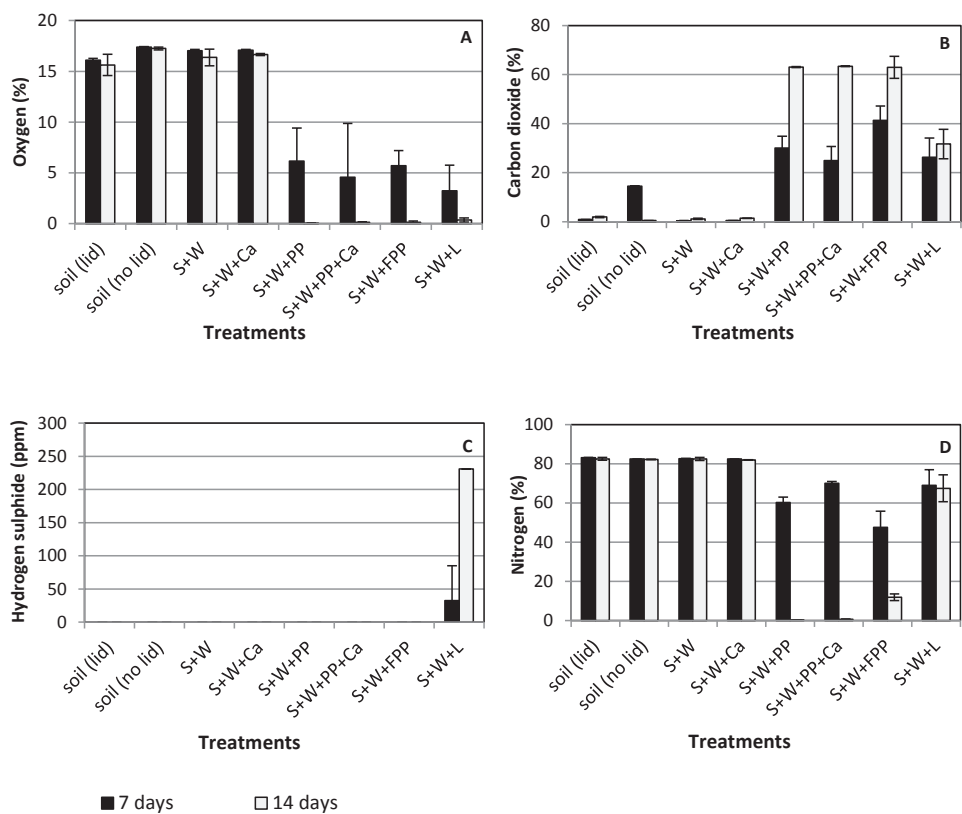 A
Oxygen (%)
20
15
10
5
0
soil (lid)
soil (no lid)
S+W
S+W+Ca
S+W+PP
S+W+PP+Ca
S+W+FPP
S+W+L
Treatments
B
Carbon dioxide (%)
80
60
40
20
0
soil (lid)
soil (no lid)
S+W
S+W+Ca
S+W+PP
S+W+PP+Ca
S+W+FPP
S+W+L
Treatments
C
Hydrogen sulphide (ppm)
300
250
200
150
100
50
0
soil (lid)
soil (no lid)
S+W
S+W+Ca
S+W+PP
S+W+PP+Ca
S+W+FPP
S+W+L
Treatments
D
Nitrogen (%)
100
80
60
40
20
0
soil (lid)
soil (no lid)
S+W
S+W+Ca
S+W+PP
S+W+PP+Ca
S+W+FPP
S+W+L
Treatments
7 days
14 days